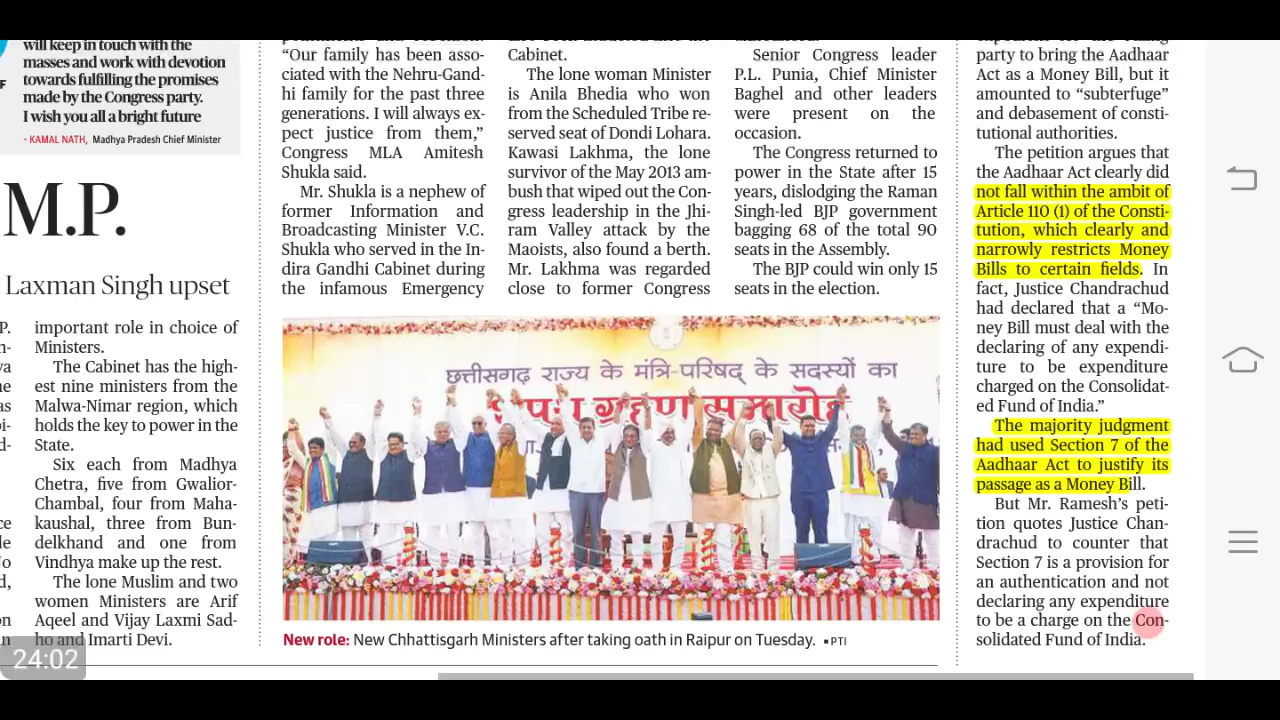 will keep in touch with the
masses and work with devotion
towards fulfilling the promises
made by the Congress party.
I wish you all a bright future
- KAMAL NATH, Madhya Pradesh Chief Minister
F
M.P.
Laxman Singh upset
important role in choice of
Ministers.
The Cabinet has the high-
est nine ministers from the
Malwa-Nimar region, which
holds the key to power in the
State.
Six each from Madhya
Chetra, five from Gwalior-
Chambal, four from Maha-
kaushal, three from Bun-
delkhand and one from
Vindhya make up the rest.
The lone Muslim and two
women Ministers are Arif
Aqeel and Vijay Laxmi Sad-
ho and Imarti Devi.
24:02
“Our family has been asso-
ciated with the Nehru-Gand-
hi family for the past three
generations. I will always ex-
pect justice from them,”
Congress MLA Amitesh
Shukla said.
Mr. Shukla is a nephew of
former Information and
Broadcasting Minister V.C.
Shukla who served in the In-
dira Gandhi Cabinet during
the infamous Emergency
Cabinet.
The lone woman Minister
is Anila Bhedia who won
from the Scheduled Tribe re-
served seat of Dondi Lohara.
Kawasi Lakhma, the lone
survivor of the May 2013 am-
bush that wiped out the Con-
gress leadership in the Jhi-
ram Valley attack by the
Maoists, also found a berth.
Mr. Lakhma was regarded
close to former Congress
Senior Congress leader
P.L. Punia, Chief Minister
Baghel and other leaders
were present on the
occasion.
The Congress returned to
power in the State after 15
years, dislodging the Raman
Singh-led BJP government
bagging 68 of the total 90
seats in the Assembly.
The BJP could win only 15
seats in the election.
छत्तीसगढ़ राज्य के मंत्रि-परिषद् के सदस्यों का
शपथ ग्रहण समारोह
New role: New Chhattisgarh Ministers after taking oath in Raipur on Tuesday. ▪PTI
party to bring the Aadhaar
Act as a Money Bill, but it
amounted to “subterfuge”
and debasement of consti-
tutional authorities.
The petition argues that
the Aadhaar Act clearly did
not fall within the ambit of
Article 110 (1) of the Consti-
tution, which clearly and
narrowly restricts Money
Bills to certain fields. In
fact, Justice Chandrachud
had declared that a “Mo-
ney Bill must deal with the
declaring of any expendi-
ture to be expenditure
charged on the Consolidat-
ed Fund of India.”
The majority judgment
had used Section 7 of the
Aadhaar Act to justify its
passage as a Money Bill.
But Mr. Ramesh’s peti-
tion quotes Justice Chan-
drachud to counter that
Section 7 is a provision for
an authentication and not
declaring any expenditure
to be a charge on the Con-
solidated Fund of India.